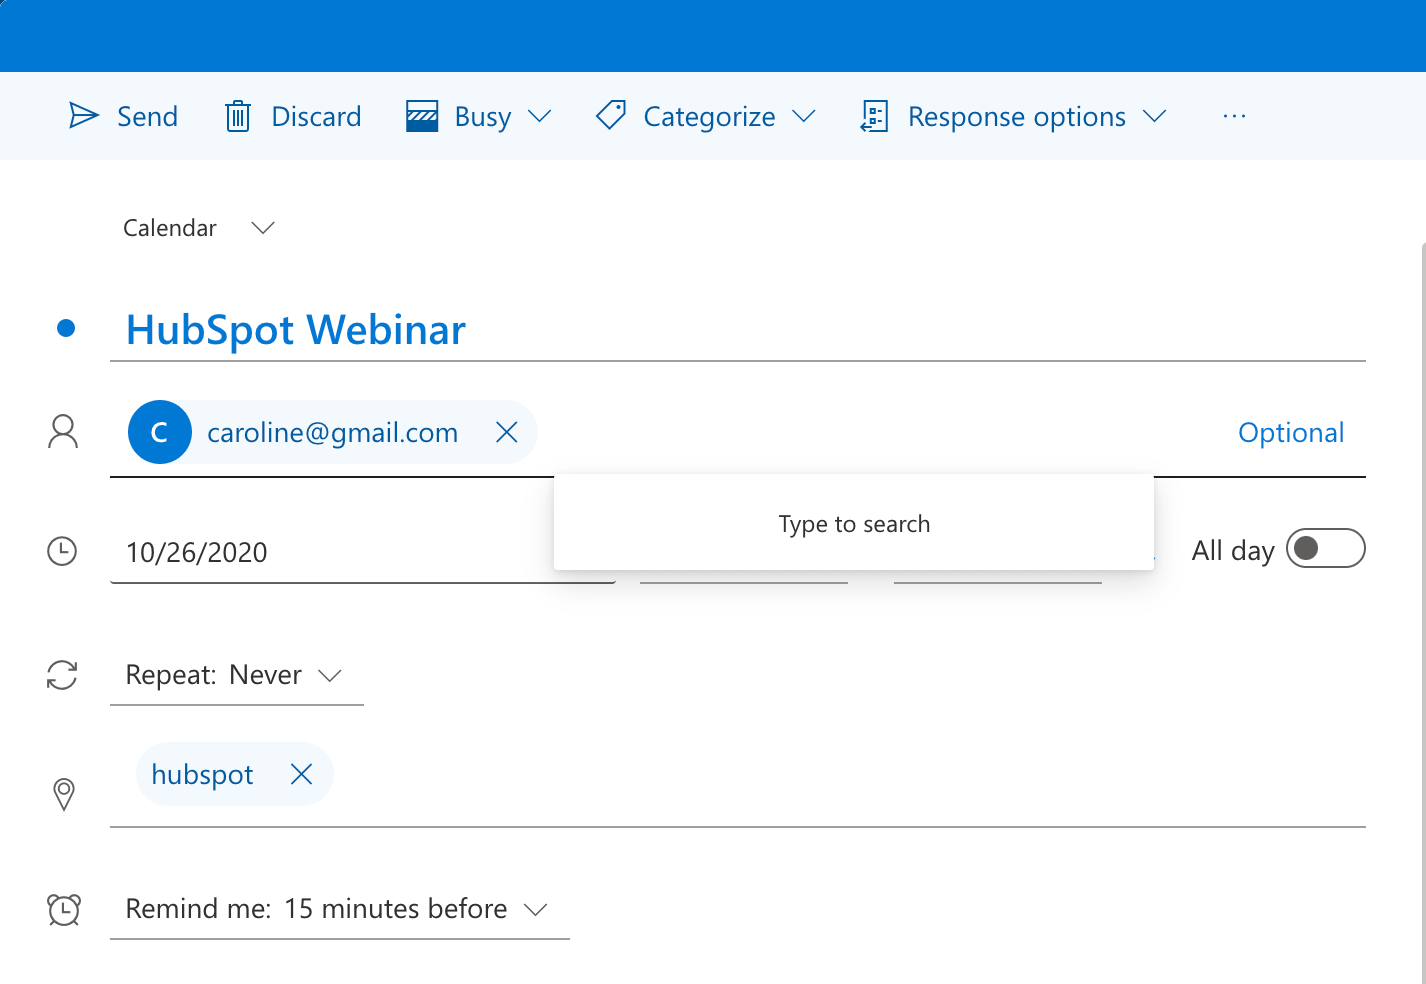 Send Discard Busy Categorize Response options ...
Calendar
HubSpot Webinar
C caroline@gmail.com Optional
Type to search
10/26/2020 All day
Repeat: Never
hubspot
Remind me: 15 minutes before